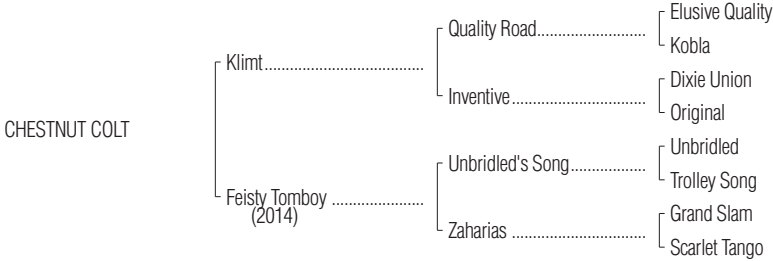 Elusive Quality
Quality Road..........................
Kobla
Klimt.....................................
Dixie Union
Inventive................................
Original
CHESTNUT COLT
Unbridled
Unbridled's Song..................
Trolley Song
Feisty Tomboy .....................
(2014)
Grand Slam
Zaharias ................................
Scarlet Tango